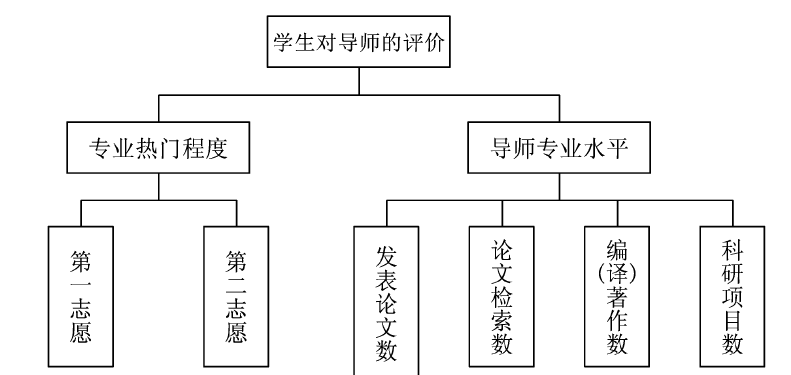 学生对导师的评价
专业热门程度
导师专业水平
第一志愿
第二志愿
发表论文数
论文检索数
编(译)著作数
科研项目数